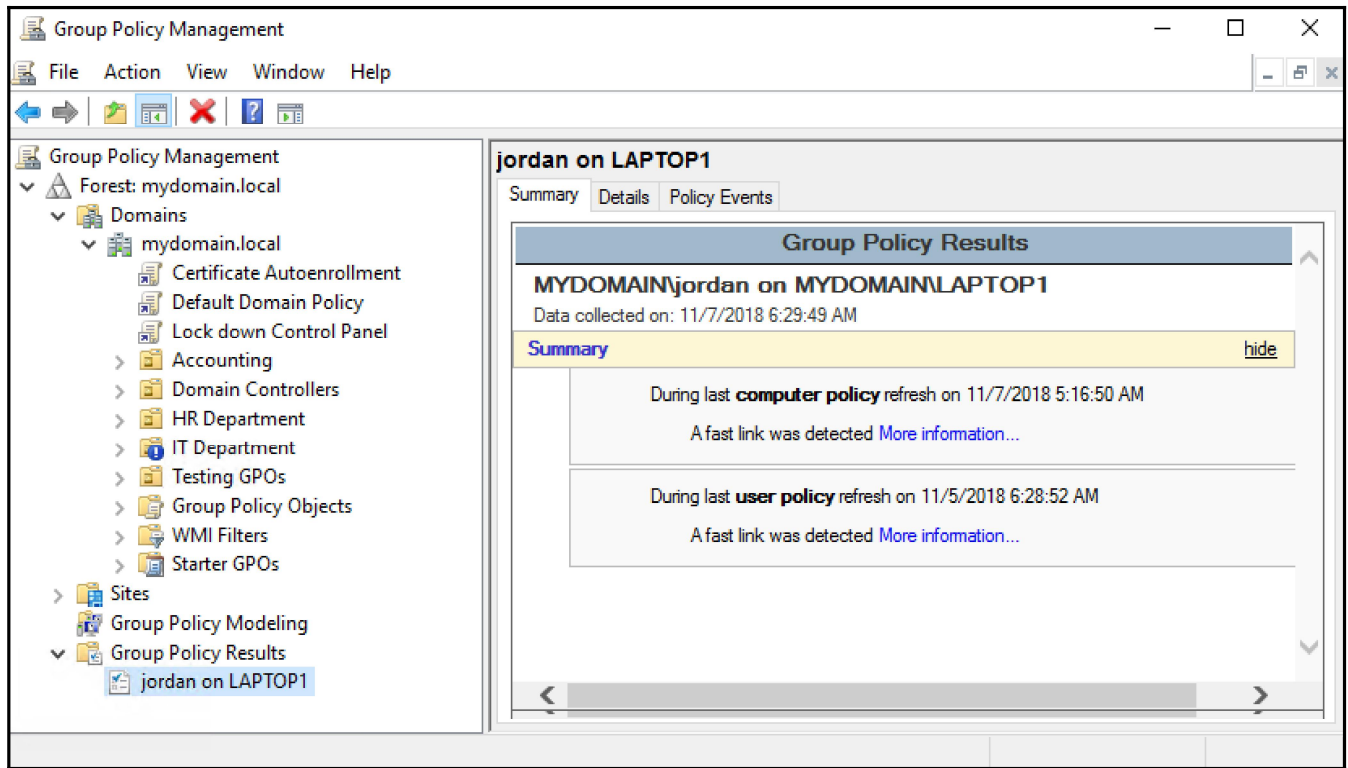 Group Policy Management
File Action View Window Help
Group Policy Management
Forest: mydomain.local
Domains
mydomain.local
Certificate Autoenrollment
Default Domain Policy
Lock down Control Panel
Accounting
Domain Controllers
HR Department
IT Department
Testing GPOs
Group Policy Objects
WMI Filters
Starter GPOs
Sites
Group Policy Modeling
Group Policy Results
jordan on LAPTOP1
jordan on LAPTOP1
Summary Details Policy Events
Group Policy Results
MYDOMAIN\jordan on MYDOMAIN\LAPTOP1
Data collected on: 11/7/2018 6:29:49 AM
Summary hide
During last computer policy refresh on 11/7/2018 5:16:50 AM
A fast link was detected More information...
During last user policy refresh on 11/5/2018 6:28:52 AM
A fast link was detected More information...